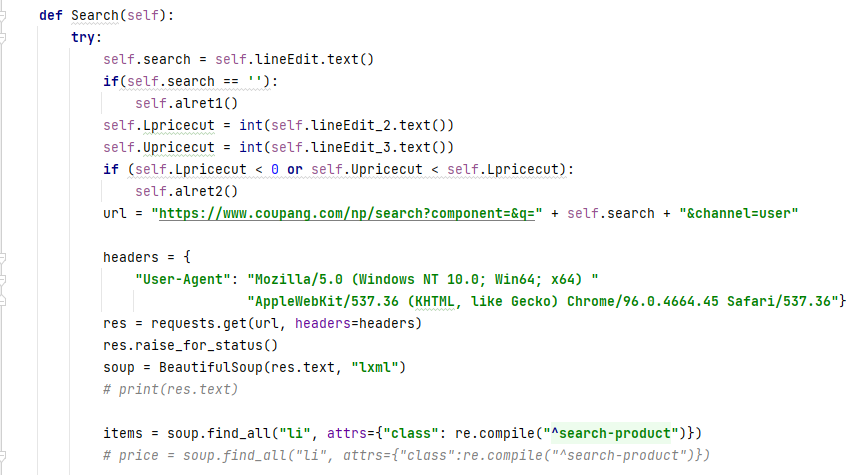 def Search(self):
    try:
        self.search = self.lineEdit.text()
        if(self.search == ''):
            self.alret1()
        self.Lpricecut = int(self.lineEdit_2.text())
        self.Upricecut = int(self.lineEdit_3.text())
        if (self.Lpricecut < 0 or self.Upricecut < self.Lpricecut):
            self.alret2()
        url = "https://www.coupang.com/np/search?component=&q=" + self.search + "&channel=user"
        headers = {
            "User-Agent": "Mozilla/5.0 (Windows NT 10.0; Win64; x64) "
                          "AppleWebKit/537.36 (KHTML, like Gecko) Chrome/96.0.4664.45 Safari/537.36"}
        res = requests.get(url, headers=headers)
        res.raise_for_status()
        soup = BeautifulSoup(res.text, "lxml")
        # print(res.text)
        items = soup.find_all("li", attrs={"class": re.compile("^search-product")})
        # price = soup.find_all("li", attrs={"class":re.compile("^search-product")})